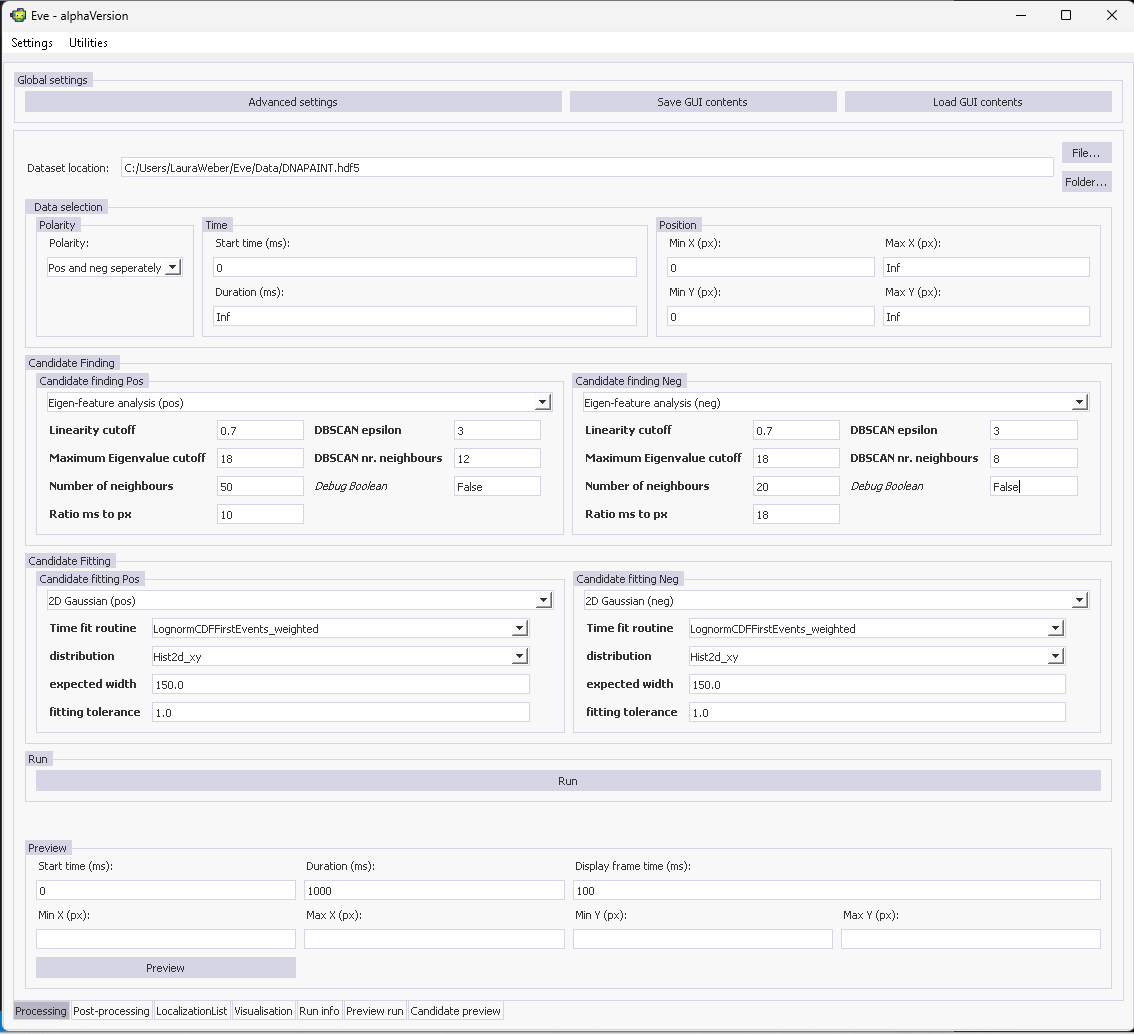 Eve - alphaVersion
Settings Utilities
Global settings
Advanced settings Save GUI contents Load GUI contents
Dataset location: C:/Users/LauraWeber/Eve/Data/DNAPAINT.hdf5 File...
Folder...
Data selection
Polarity Time Position
Polarity: Start time (ms): Min X (px): Max X (px):
Pos and neg seperately 0 0 Inf
Duration (ms): Min Y (px): Max Y (px):
Inf 0 Inf
Candidate Finding
Candidate finding Pos Candidate finding Neg
Eigen-feature analysis (pos) Eigen-feature analysis (neg)
Linearity cutoff 0.7 DBSCAN epsilon 3 Linearity cutoff 0.7 DBSCAN epsilon 3
Maximum Eigenvalue cutoff 18 DBSCAN nr. neighbours 12 Maximum Eigenvalue cutoff 18 DBSCAN nr. neighbours 8
Number of neighbours 50 Debug Boolean False Number of neighbours 20 Debug Boolean False
Ratio ms to px 10 Ratio ms to px 18
Candidate Fitting
Candidate fitting Pos Candidate fitting Neg
2D Gaussian (pos) 2D Gaussian (neg)
Time fit routine LognormCDFFirstEvents_weighted Time fit routine LognormCDFFirstEvents_weighted
distribution Hist2d_xy distribution Hist2d_xy
expected width 150.0 expected width 150.0
fitting tolerance 1.0 fitting tolerance 1.0
Run
Run
Preview
Start time (ms): Duration (ms): Display frame time (ms):
0 1000 100
Min X (px): Max X (px): Min Y (px): Max Y (px):
Preview
Processing Post-processing LocalizationList Visualisation Run info Preview run Candidate preview